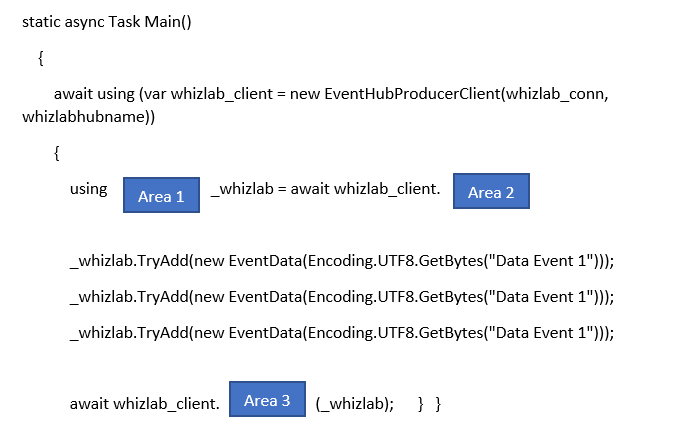 static async Task Main()
{
await using (var whizlab_client = new EventHubProducerClient(whizlab_conn,
whizlabhubname))
{
using Area 1 _whizlab = await whizlab_client. Area 2
_whizlab.TryAdd(new EventData(Encoding.UTF8.GetBytes("Data Event 1")));
_whizlab.TryAdd(new EventData(Encoding.UTF8.GetBytes("Data Event 1")));
_whizlab.TryAdd(new EventData(Encoding.UTF8.GetBytes("Data Event 1")));
await whizlab_client. Area 3 (_whizlab); } }